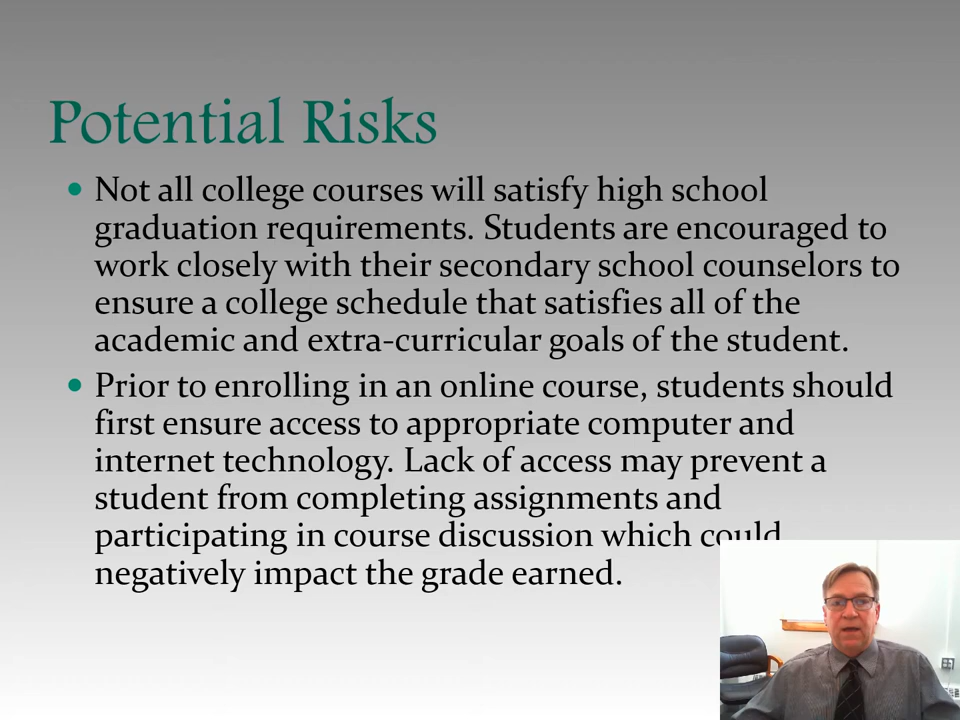 Potential Risks
Not all college courses will satisfy high school
graduation requirements. Students are encouraged to
work closely with their secondary school counselors to
ensure a college schedule that satisfies all of the
academic and extra-curricular goals of the student.
Prior to enrolling in an online course, students should
first ensure access to appropriate computer and
internet technology. Lack of access may prevent a
student from completing assignments and
participating in course discussion which could
negatively impact the grade earned.